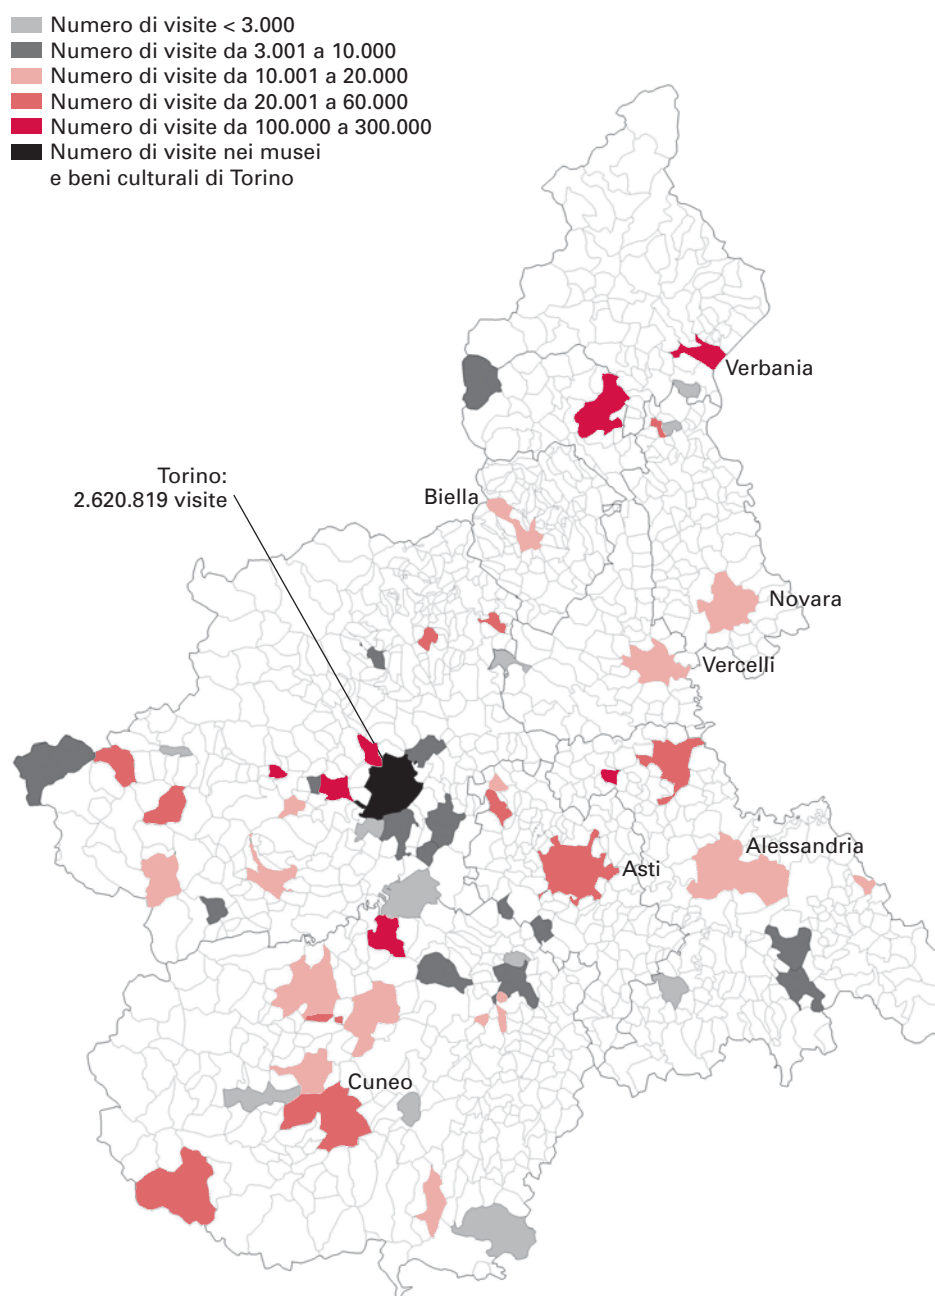 Numero di visite < 3.000
Numero di visite da 3.001 a 10.000
Numero di visite da 10.001 a 20.000
Numero di visite da 20.001 a 60.000
Numero di visite da 100.000 a 300.000
Numero di visite nei musei
e beni culturali di Torino
Verbania
Torino:
2.620.819 visite
Biella
Novara
Vercelli
Alessandria
Asti
Cuneo